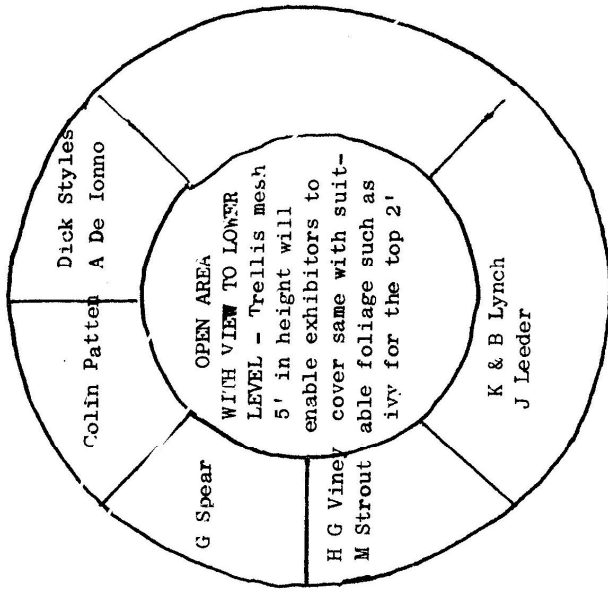 Dick Styles
A De Ionno
Colin Patten
G Spear
H G Viney
M Strout
K & B Lynch
J Leeder
OPEN AREA
WITH VIEW TO LOWER
LEVEL - Trellis mesh
5' in height will
enable exhibitors to
cover same with suit-
able foliage such as
ivy for the top 2'